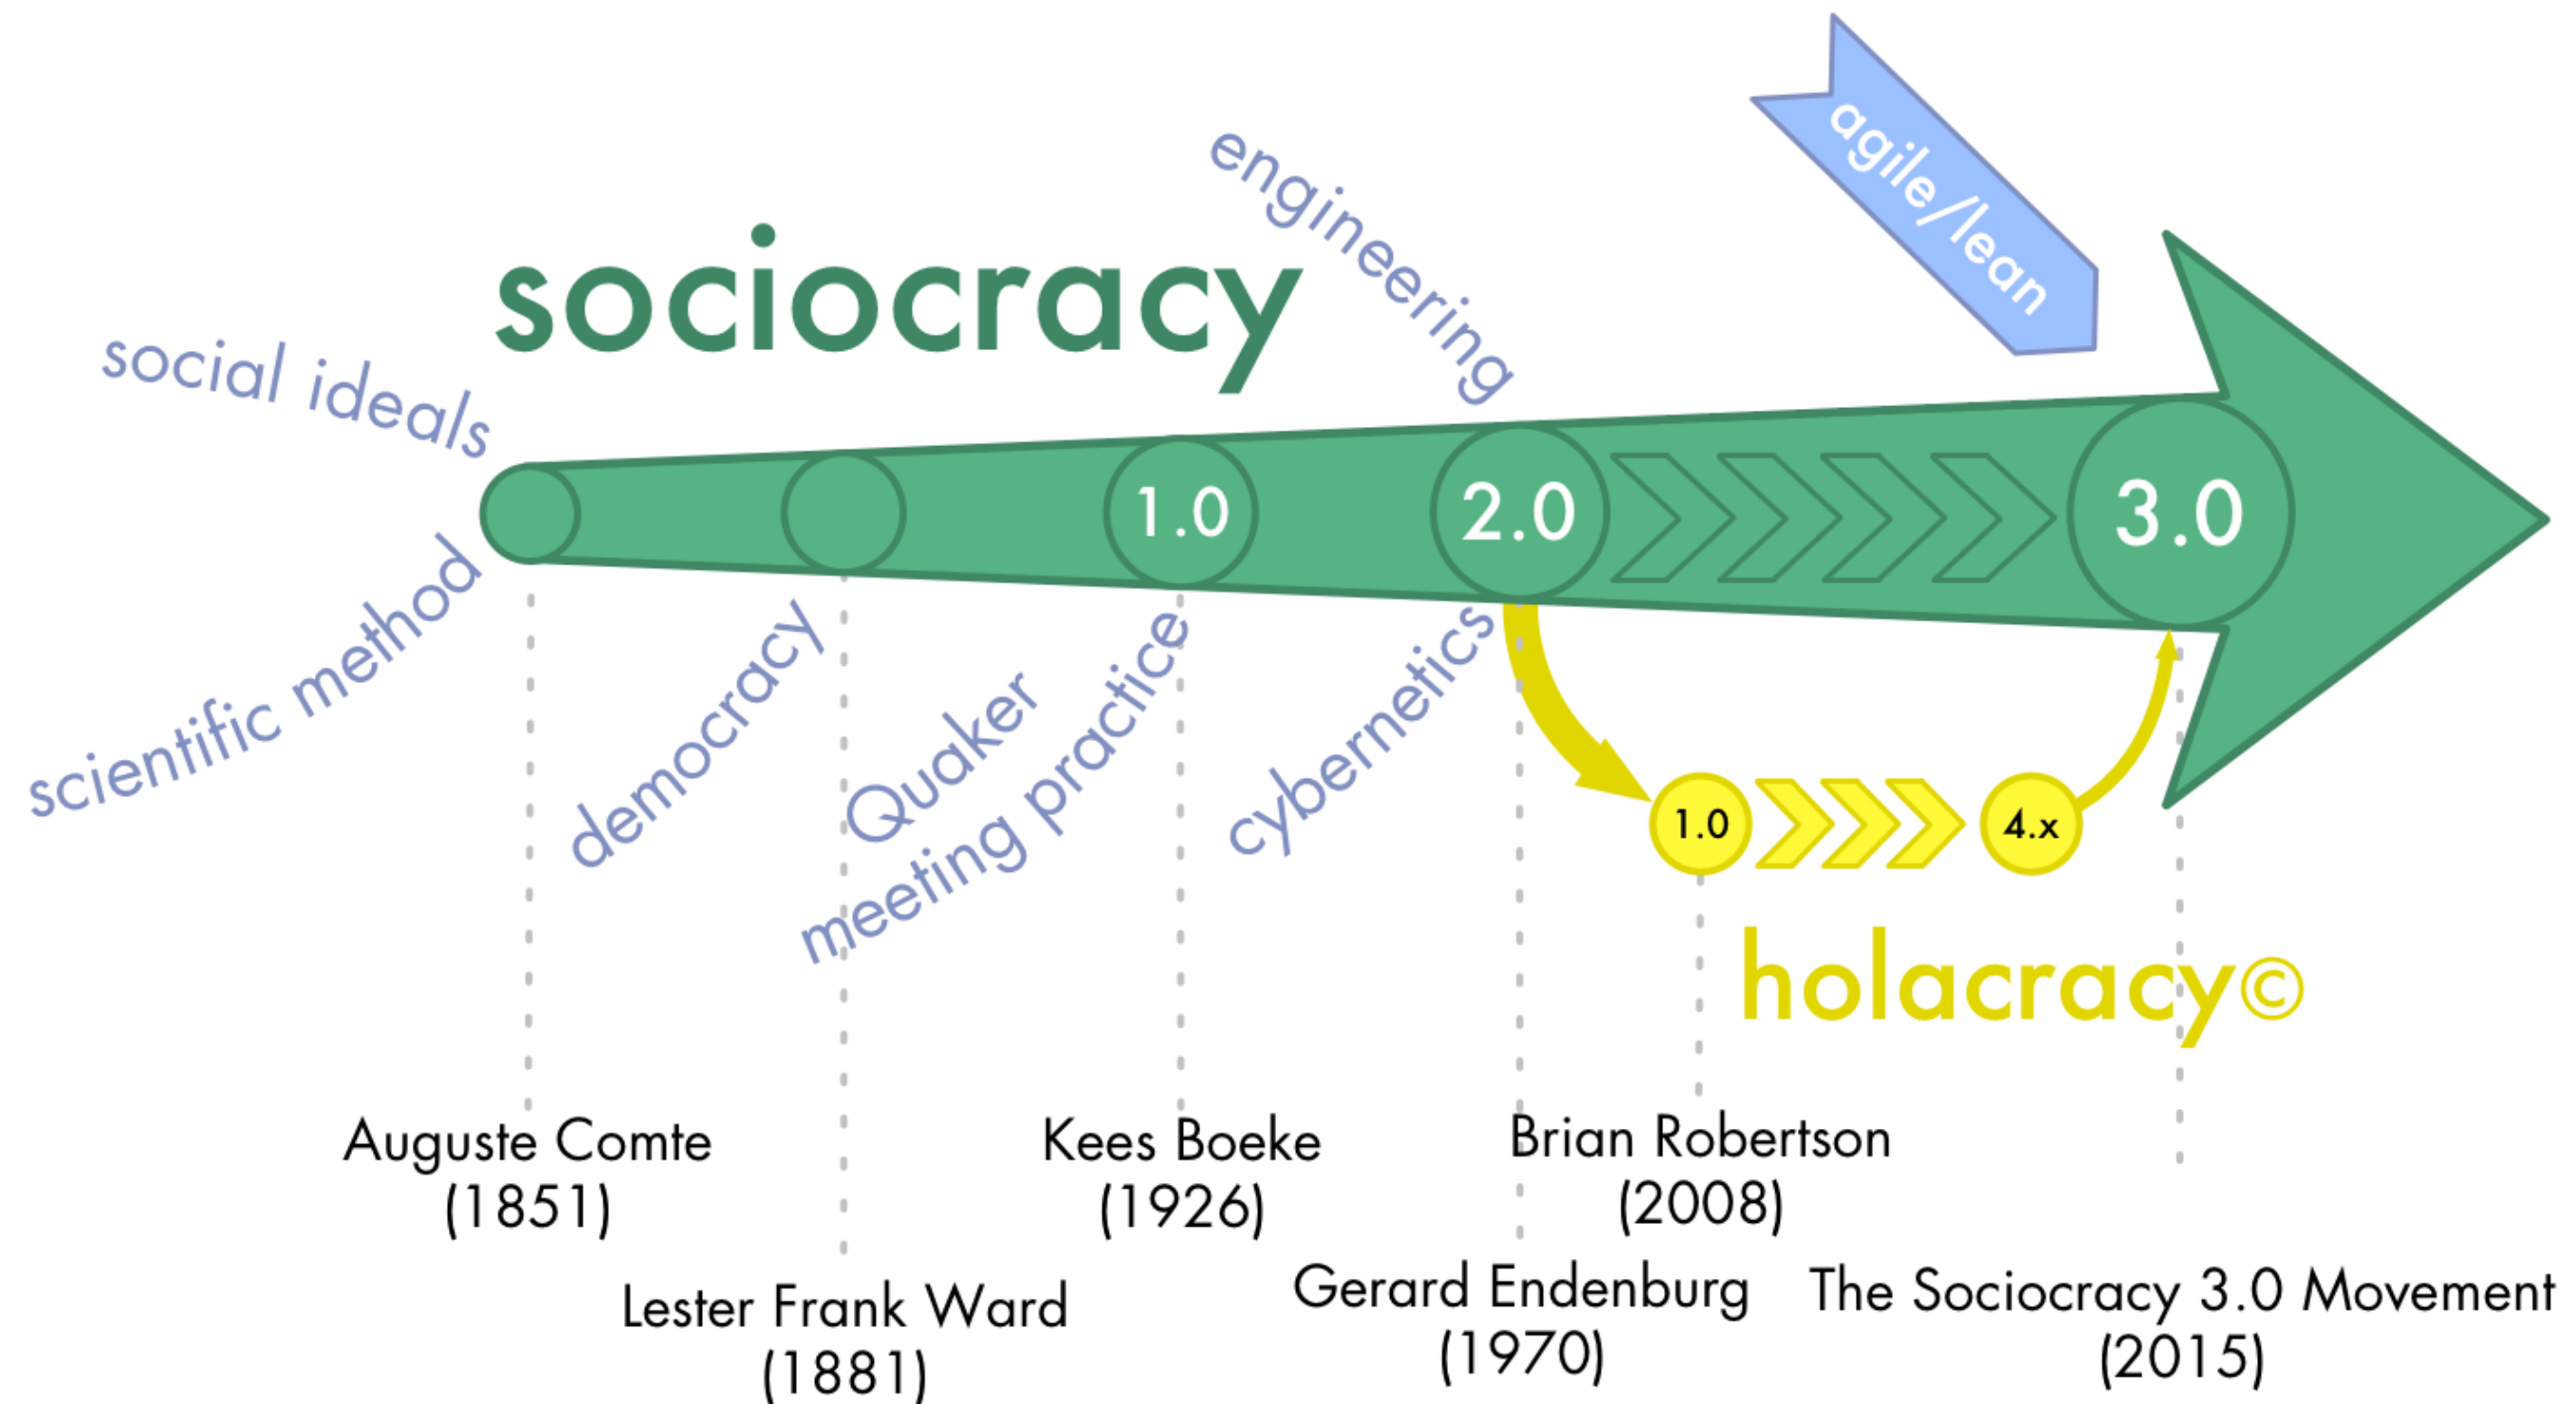 agile/lean
engineering
sociocracy
social ideals
1.0
2.0
3.0
scientific method
democracy
Quaker
meeting practice
cybernetics
1.0
4.x
holacracy©
Auguste Comte
(1851)
Lester Frank Ward
(1881)
Kees Boeke
(1926)
Gerard Endenburg
(1970)
Brian Robertson
(2008)
The Sociocracy 3.0 Movement
(2015)